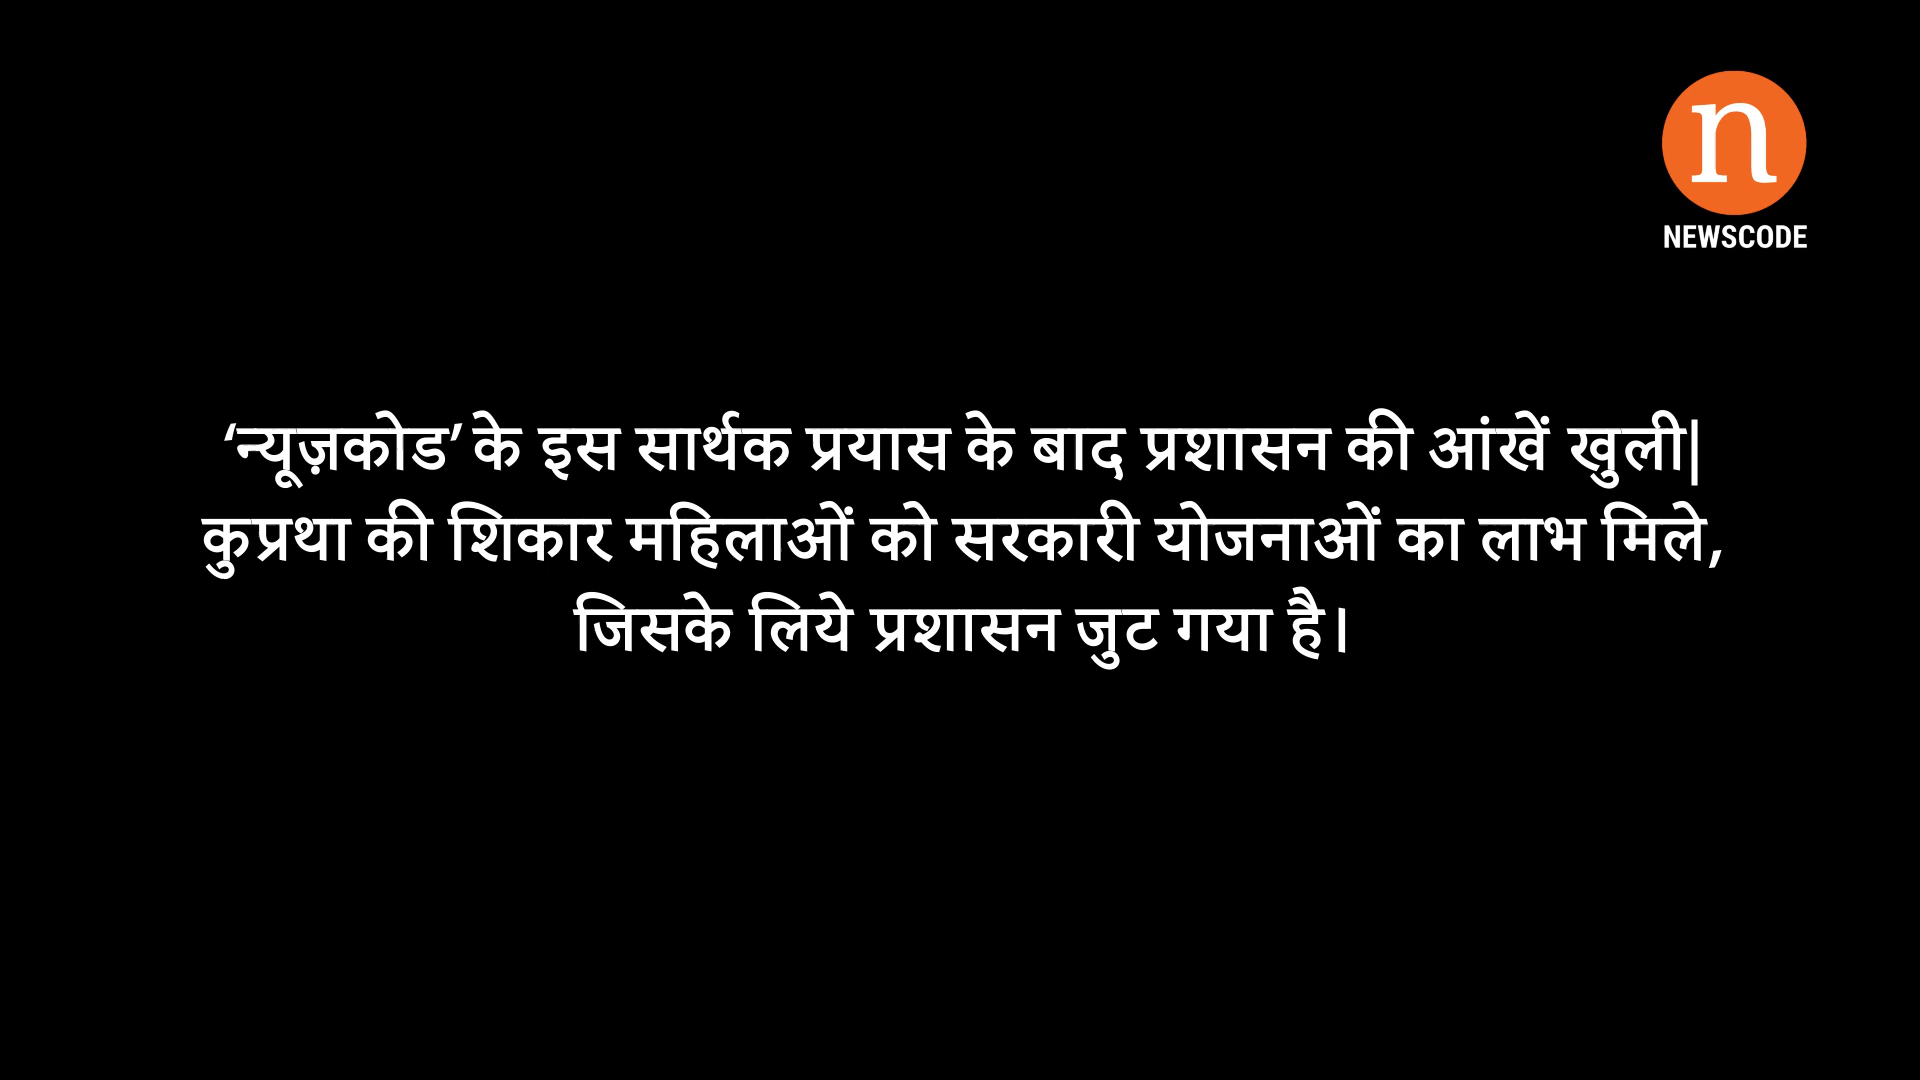 n
NEWSCODE
‘न्यूज़कोड’ के इस सार्थक प्रयास के बाद प्रशासन की आंखें खुली|
कुप्रथा की शिकार महिलाओं को सरकारी योजनाओं का लाभ मिले,
जिसके लिये प्रशासन जुट गया है।